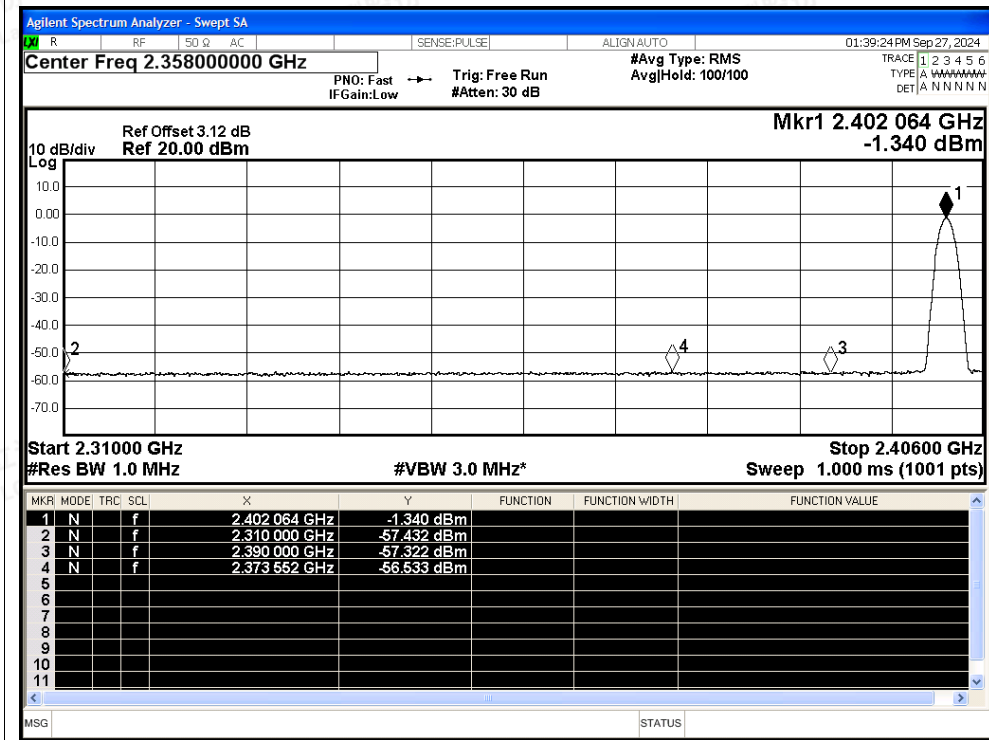 Agilent Spectrum Analyzer - Swept SA
LXI R RF 50 Ω AC SENSE:PULSE ALIGN AUTO 01:39:24 PM Sep 27, 2024
Center Freq 2.358000000 GHz #Avg Type: RMS TRACE 1 2 3 4 5 6
PNO: Fast Trig: Free Run Avg|Hold: 100/100 TYPE A WWWWW
IFGain:Low #Atten: 30 dB DET A N N N N N
Mkr1 2.402 064 GHz
Ref Offset 3.12 dB
10 dB/div Ref 20.00 dBm -1.340 dBm
Log
10.0
1
0.00
-10.0
-20.0
-30.0
-40.0
-50.0 2 4 3
-60.0
-70.0
Start 2.31000 GHz Stop 2.40600 GHz
#Res BW 1.0 MHz #VBW 3.0 MHz* Sweep 1.000 ms (1001 pts)
MKR MODE TRC SCL X Y FUNCTION FUNCTION WIDTH FUNCTION VALUE
1 N f 2.402 064 GHz -1.340 dBm
2 N f 2.310 000 GHz -57.432 dBm
3 N f 2.390 000 GHz -57.322 dBm
4 N f 2.373 552 GHz -56.533 dBm
5
6
7
8
9
10
11
MSG STATUS